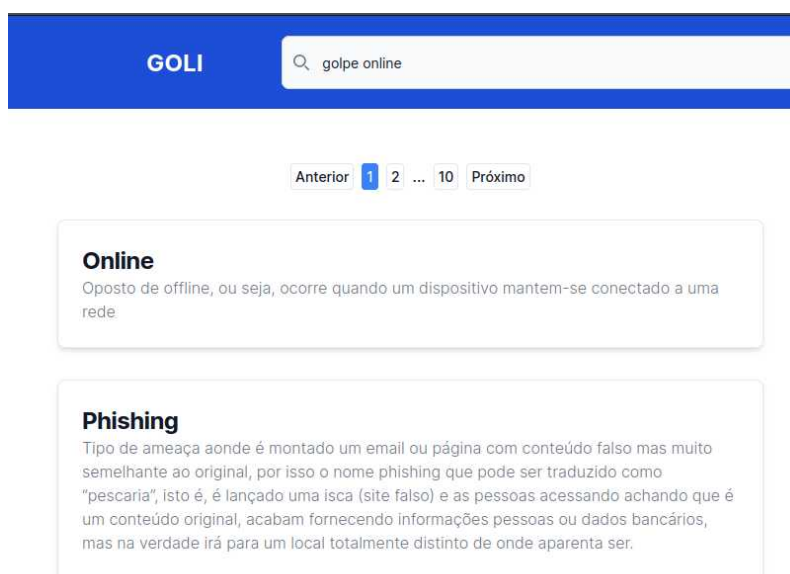 GOLI
golpe online
Anterior 1 2 ... 10 Próximo
Online
Oposto de offline, ou seja, ocorre quando um dispositivo mantem-se conectado a uma
rede
Phishing
Tipo de ameaça aonde é montado um email ou página com conteúdo falso mas muito
semelhante ao original, por isso o nome phishing que pode ser traduzido como
“pescaria”, isto é, é lançado uma isca (site falso) e as pessoas acessando achando que é
um conteúdo original, acabam fornecendo informações pessoas ou dados bancários,
mas na verdade irá para um local totalmente distinto de onde aparenta ser.